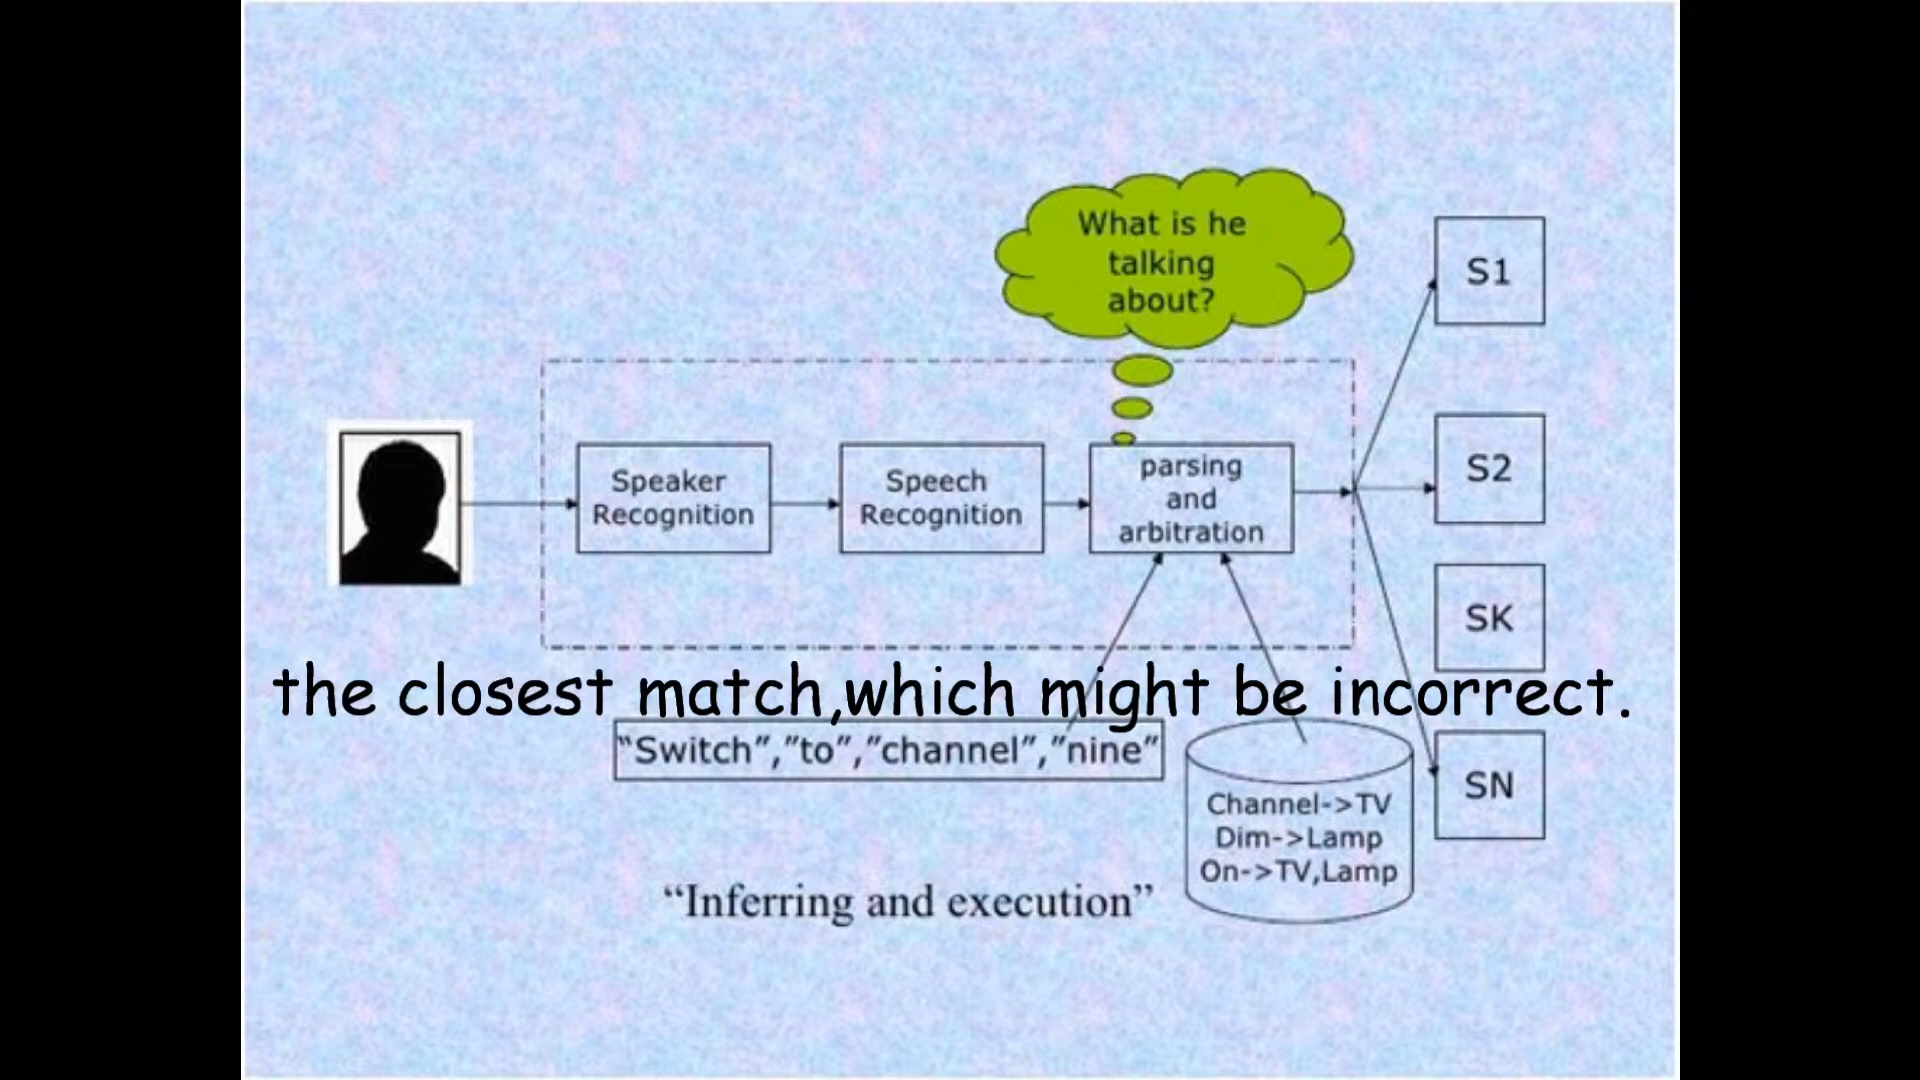 What is he
talking
about?
S1
S2
SK
SN
Speaker
Recognition
Speech
Recognition
parsing
and
arbitration
the closest match,which might be incorrect.
“Switch”,”to”,”channel”,”nine”
Channel->TV
Dim->Lamp
On->TV,Lamp
“Inferring and execution”